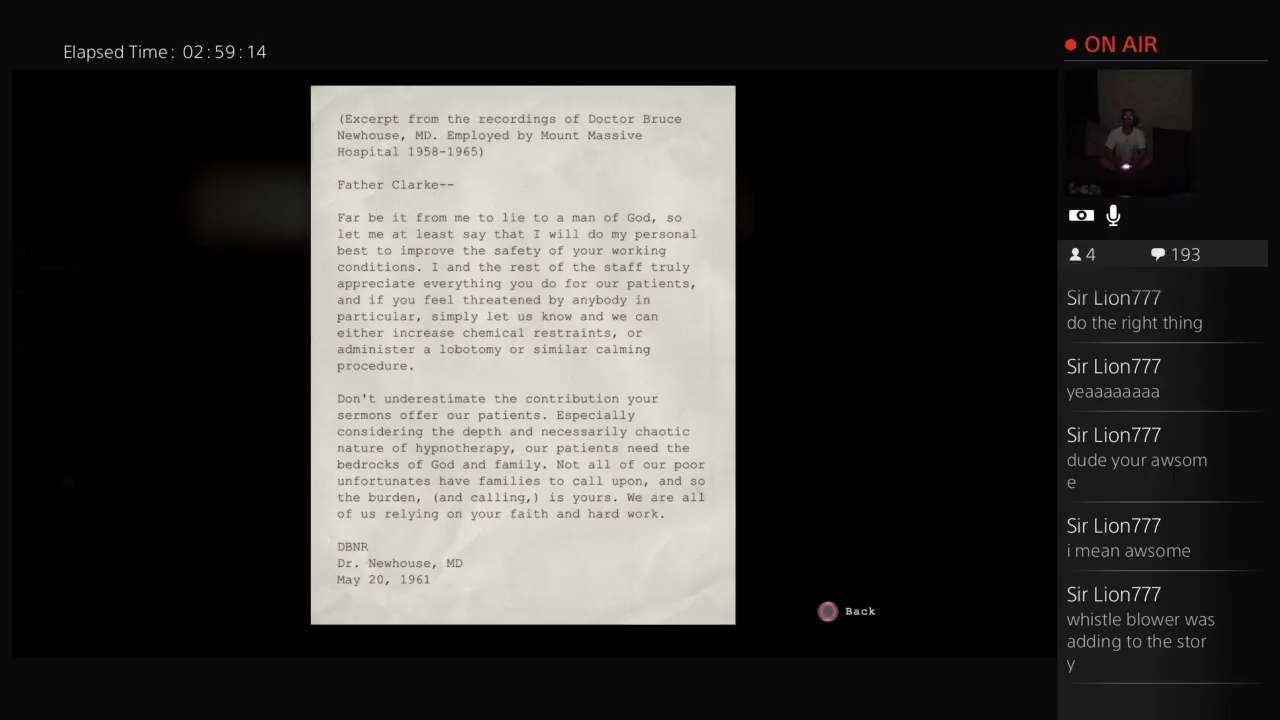 Elapsed Time: 02:59:14
(Excerpt from the recordings of Doctor Bruce
Newhouse, MD. Employed by Mount Massive
Hospital 1958-1965)
Father Clarke--
Far be it from me to lie to a man of God, so
let me at least say that I will do my personal
best to improve the safety of your working
conditions. I and the rest of the staff truly
appreciate everything you do for our patients,
and if you feel threatened by anybody in
particular, simply let us know and we can
either increase chemical restraints, or
administer a lobotomy or similar calming
procedure.
Don't underestimate the contribution your
sermons offer our patients. Especially
considering the depth and necessarily chaotic
nature of hypnotherapy, our patients need the
bedrocks of God and family. Not all of our poor
unfortunates have families to call upon, and so
the burden, (and calling,) is yours. We are all
of us relying on your faith and hard work.
DBNR
Dr. Newhouse, MD
May 20, 1961
Back
ON AIR
4
193
Sir Lion777
do the right thing
Sir Lion777
yeaaaaaaaa
Sir Lion777
dude your awsom
e
Sir Lion777
i mean awsome
Sir Lion777
whistle blower was
adding to the stor
y